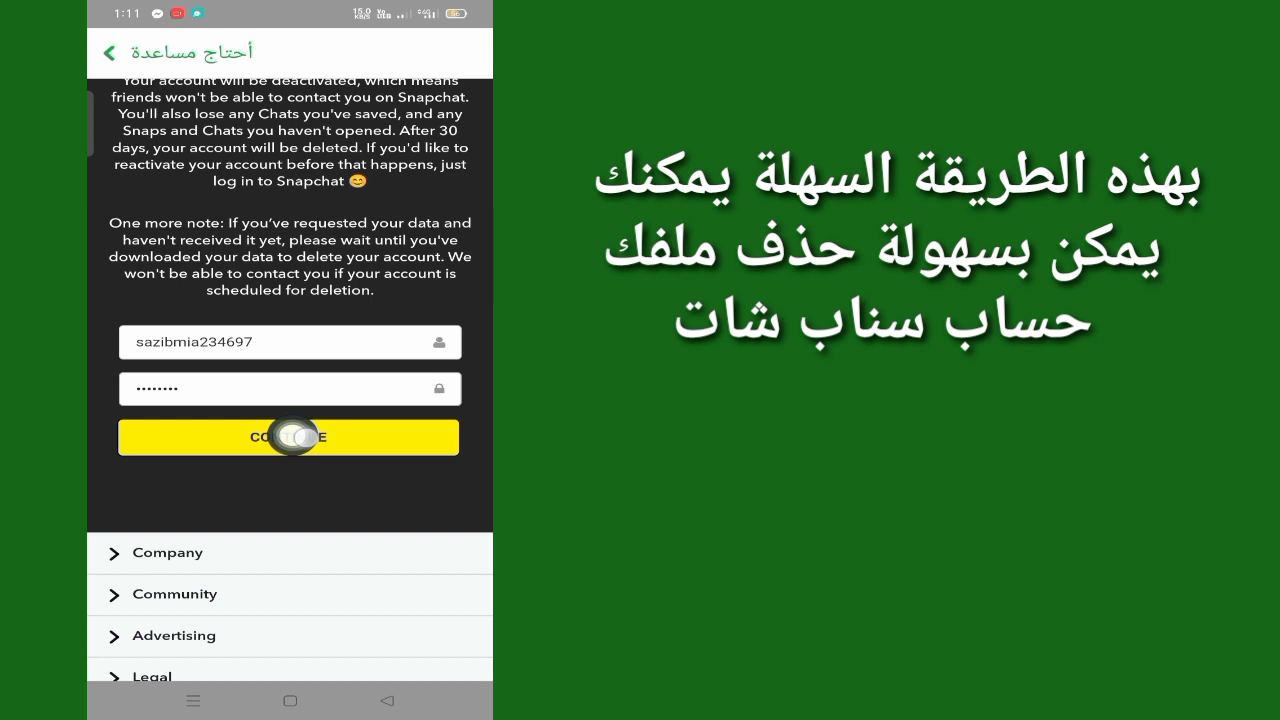 1:11
15.0 KB/S
Vo LTE
56
أحتاج مساعدة
Your account will be deactivated, which means
friends won't be able to contact you on Snapchat.
You'll also lose any Chats you've saved, and any
Snaps and Chats you haven't opened. After 30
days, your account will be deleted. If you'd like to
reactivate your account before that happens, just
log in to Snapchat 😊
One more note: If you’ve requested your data and
haven't received it yet, please wait until you've
downloaded your data to delete your account. We
won't be able to contact you if your account is
scheduled for deletion.
sazibmia234697
••••••••
Company
Community
Advertising
Legal
بهذه الطريقة السهلة يمكنك
يمكن بسهولة حذف ملفك
حساب سناب شات